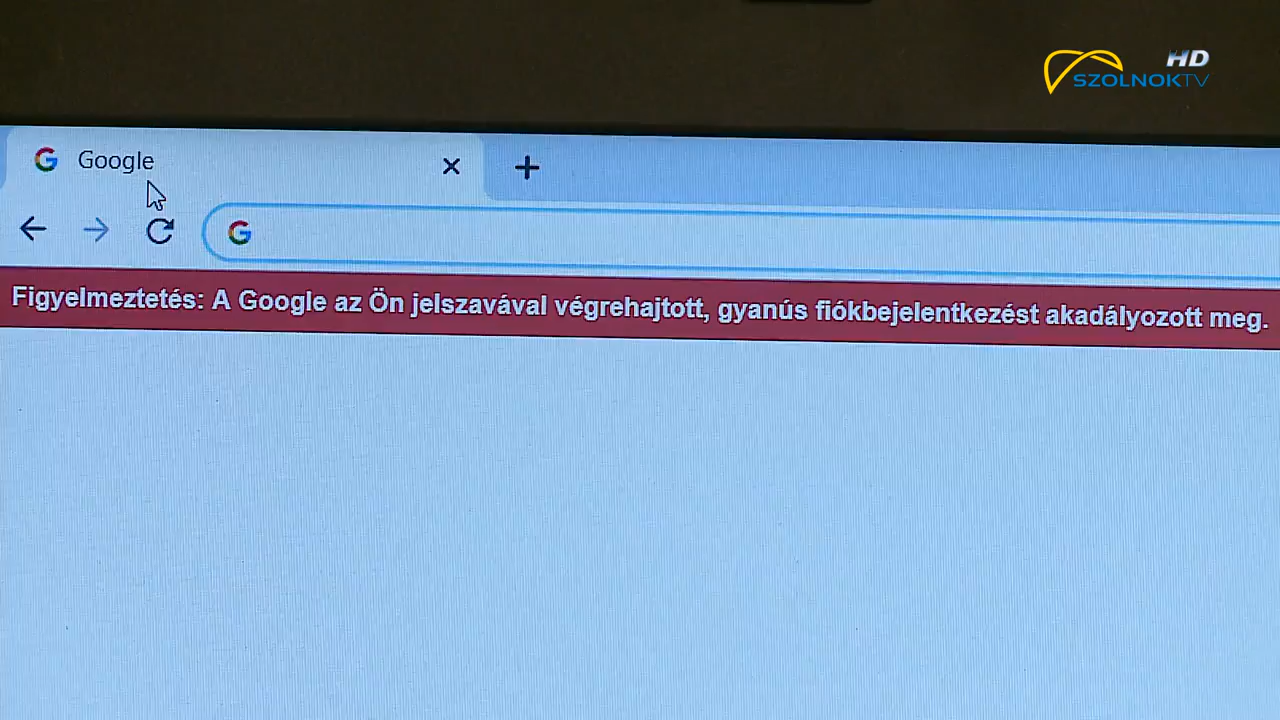 HD
SZOLNOKTV
Google
Figyelmeztetés: A Google az Ön jelszavával végrehajtott, gyanús fiókbejelentkezést akadályozott meg.